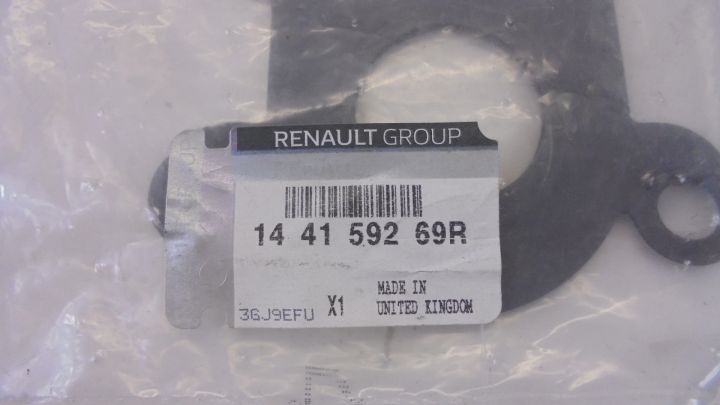 RENAULT GROUP
14 41 592 69R
MADE IN
36J9EFU X1 UNITED KINGDOM